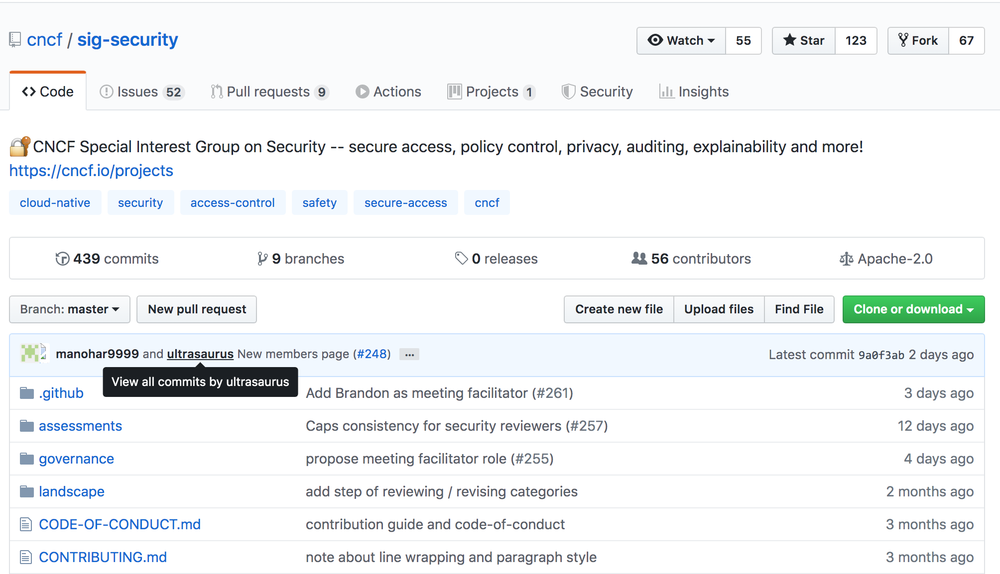 cncf / sig-security Watch 55 Star 123 Fork 67
Code Issues 52 Pull requests 9 Actions Projects 1 Security Insights
CNCF Special Interest Group on Security -- secure access, policy control, privacy, auditing, explainability and more!
https://cncf.io/projects
cloud-native security access-control safety secure-access cncf
439 commits 9 branches 0 releases 56 contributors Apache-2.0
Branch: master New pull request Create new file Upload files Find File Clone or download
manohar9999 and ultrasaurus New members page (#248) ... Latest commit 9a0f3ab 2 days ago
View all commits by ultrasaurus
.github Add Brandon as meeting facilitator (#261) 3 days ago
assessments Caps consistency for security reviewers (#257) 12 days ago
governance propose meeting facilitator role (#255) 4 days ago
landscape add step of reviewing / revising categories 2 months ago
CODE-OF-CONDUCT.md contribution guide and code-of-conduct 3 months ago
CONTRIBUTING.md note about line wrapping and paragraph style 3 months ago